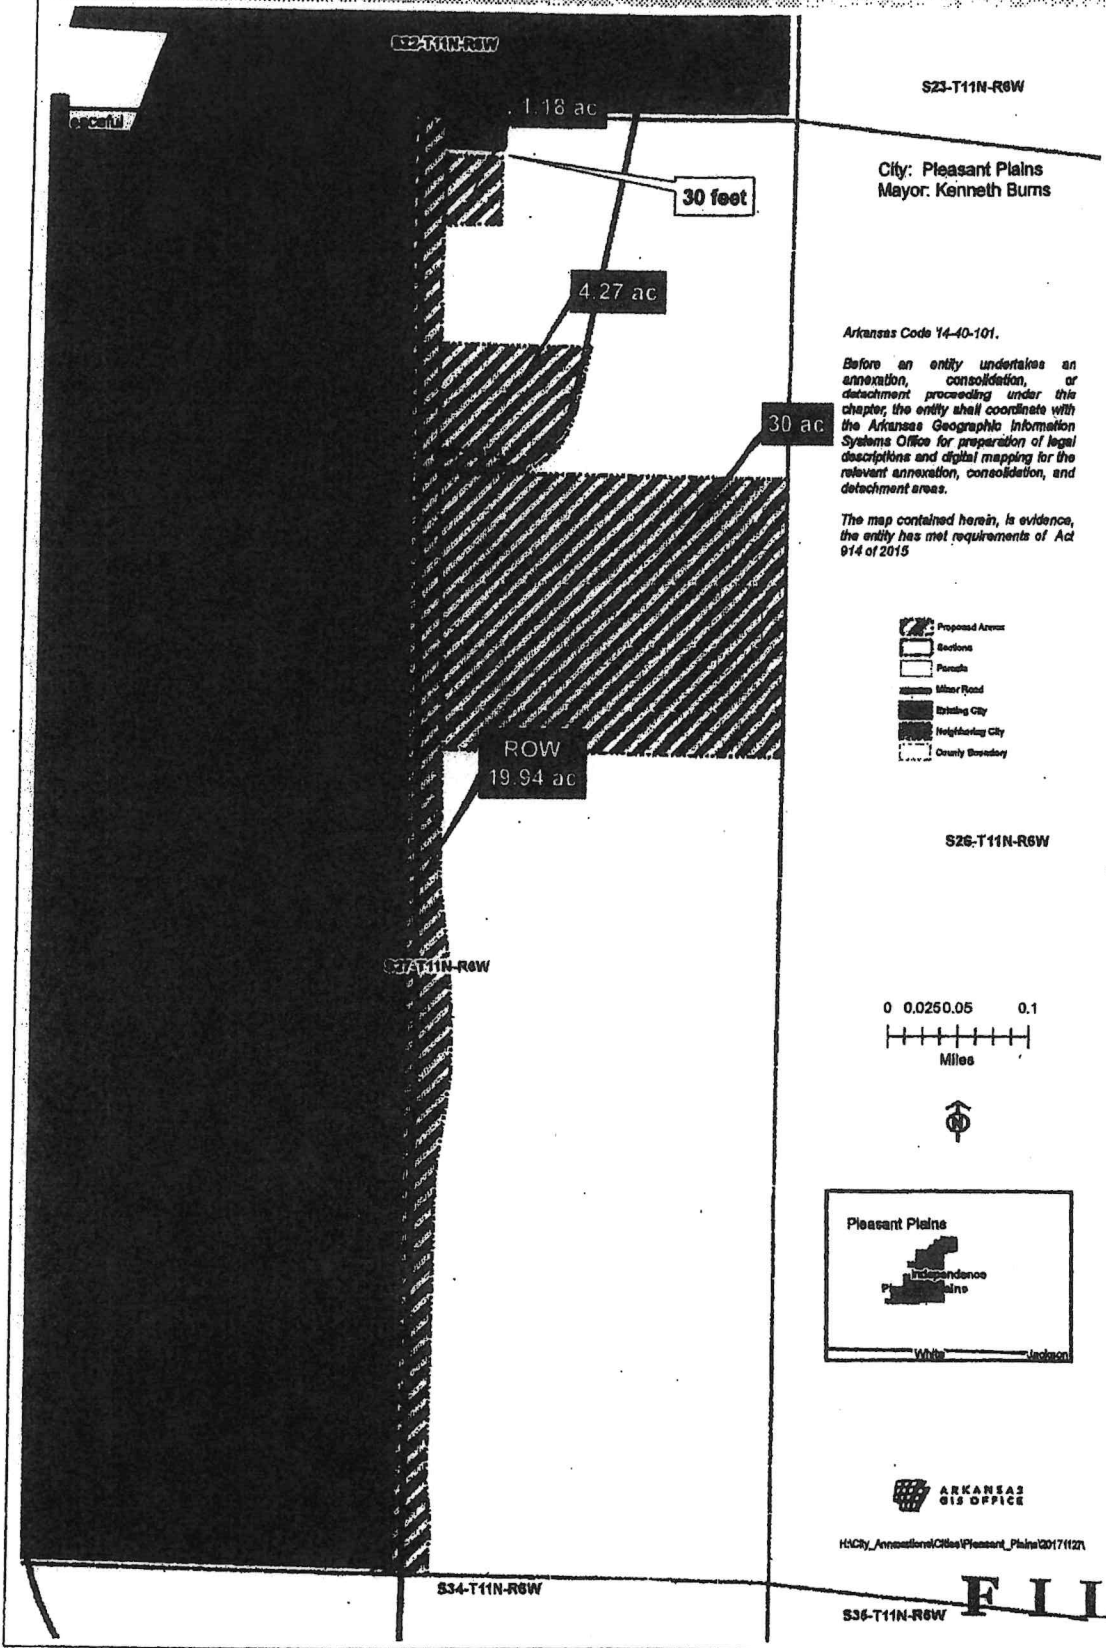 S22-T11N-R6W
S23-T11N-R6W
1.18 ac
City: Pleasant Plains
Mayor: Kenneth Burns
30 feet
4.27 ac
Arkansas Code '14-40-101.
Before an entity undertakes an
annexation, consolidation, or
detachment proceeding under this
chapter, the entity shall coordinate with
the Arkansas Geographic Information
Systems Office for preparation of legal
descriptions and digital mapping for the
relevant annexation, consolidation, and
detachment areas.
The map contained herein, is evidence,
the entity has met requirements of Act
914 of 2015
30 ac
Proposed Annex
Sections
Parcels
Minor Road
Existing City
Neighboring City
County Boundary
ROW
19.94 ac
S26-T11N-R6W
S27-T11N-R6W
0 0.025 0.05 0.1
Miles
N
Pleasant Plains
Independence
White Jackson
ARKANSAS
GIS OFFICE
H:\City_Annexations\Cities\Pleasant_Plains\20171127\
S34-T11N-R6W
S35-T11N-R6W